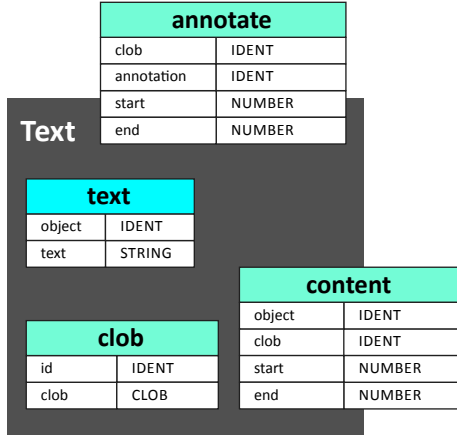 annotate
clob IDENT
annotation IDENT
start NUMBER
end NUMBER
Text
text
object IDENT
text STRING
content
object IDENT
clob IDENT
start NUMBER
end NUMBER
clob
id IDENT
clob CLOB